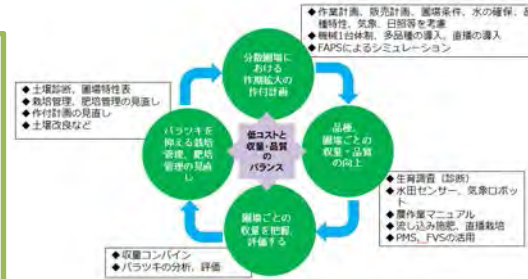 ◆作業計画、販売計画、圃場条件、水の確保、品
種特性、気象、日照等を考慮
◆機械1台体制、多品種の導入、直播の導入
◆FAPSによるシミュレーション
分散圃場に
おける
作期拡大の
作付計画
◆土壌診断、圃場特性表
◆栽培管理、肥培管理の見直し
◆作付計画の見直し
◆土壌改良など
バラツキを
抑える栽培
管理、肥培
管理の見直
し
低コストと
収量・品質
の
バランス
品種、
圃場ごとの
収量・品質
の向上
◆生育調査（診断）
◆水田センサー、気象ロボッ
ト、
◆農作業マニュアル
◆流し込み施肥、直播栽培
◆PMS、FVSの活用
圃場ごとの
収量を把握、
評価する
◆収量コンバイン
◆バラツキの分析、評価